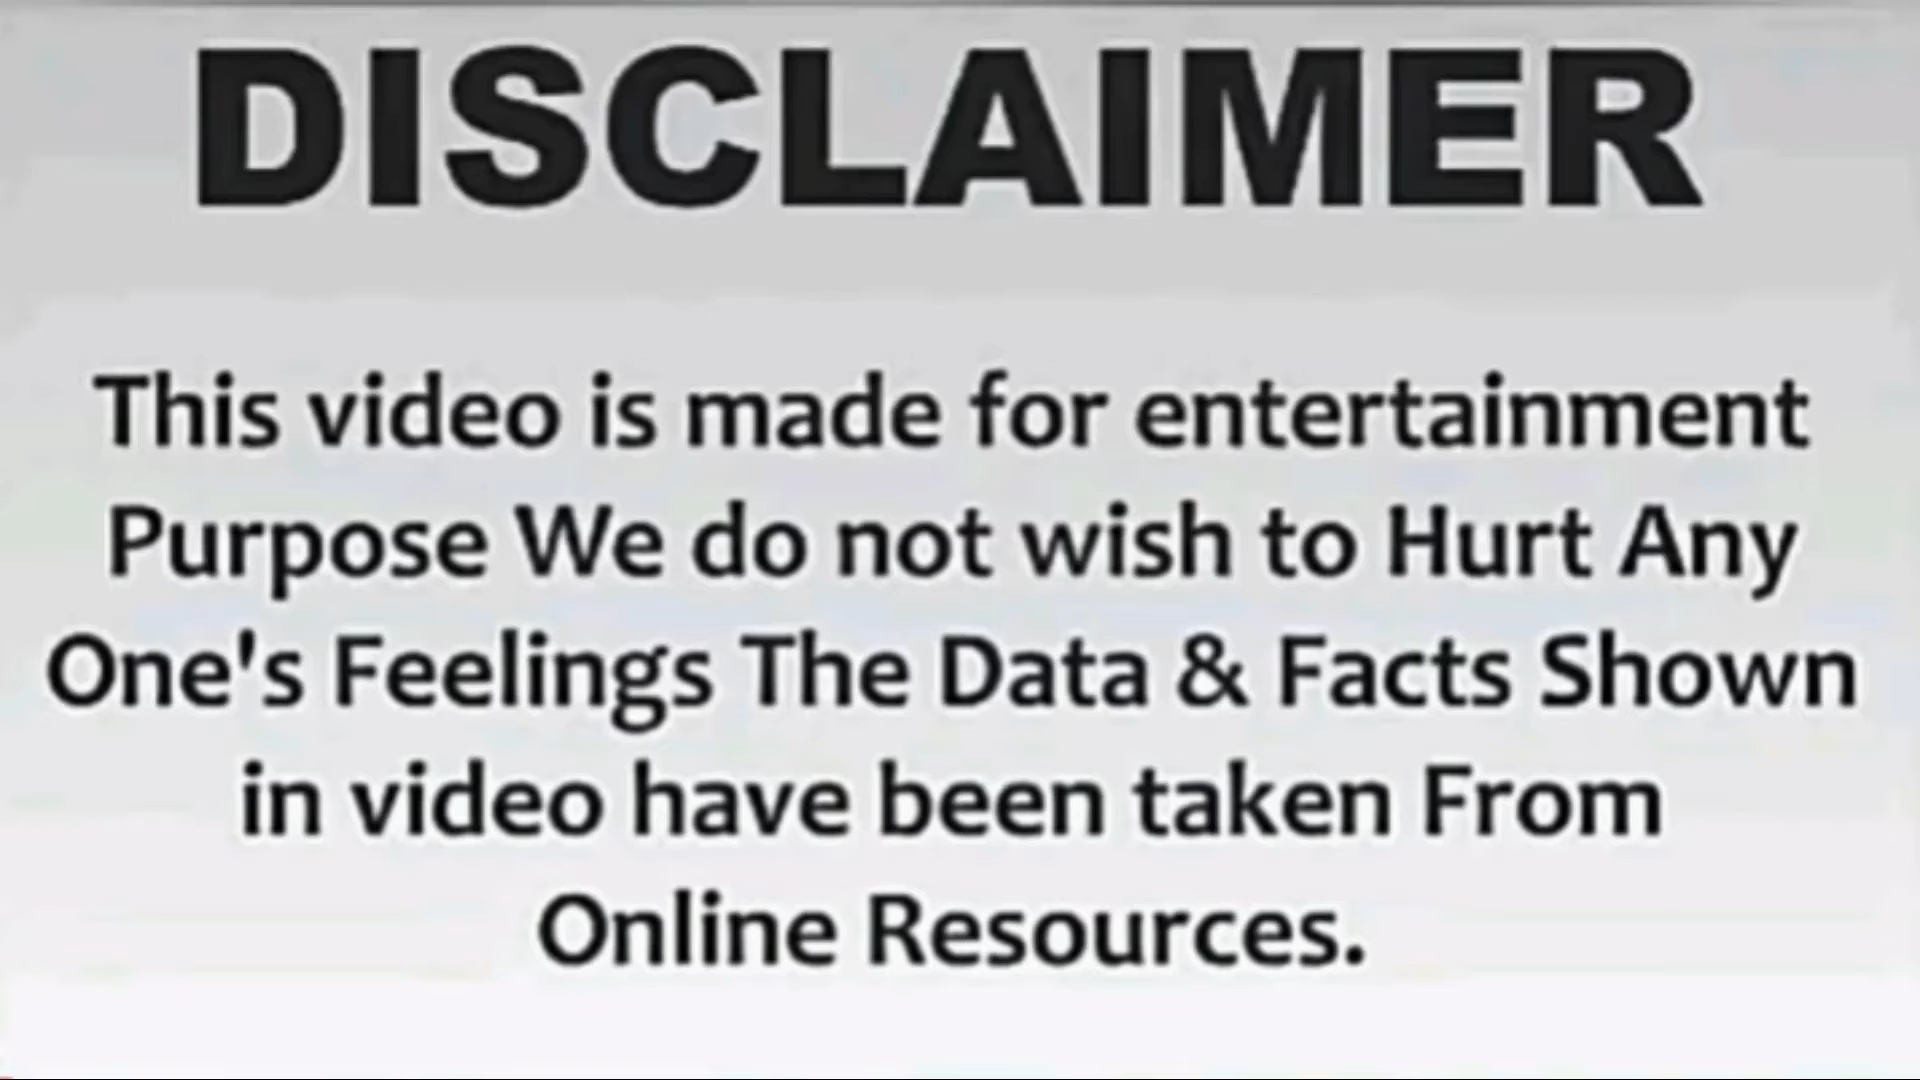 DISCLAIMER
This video is made for entertainment
Purpose We do not wish to Hurt Any
One's Feelings The Data & Facts Shown
in video have been taken From
Online Resources.